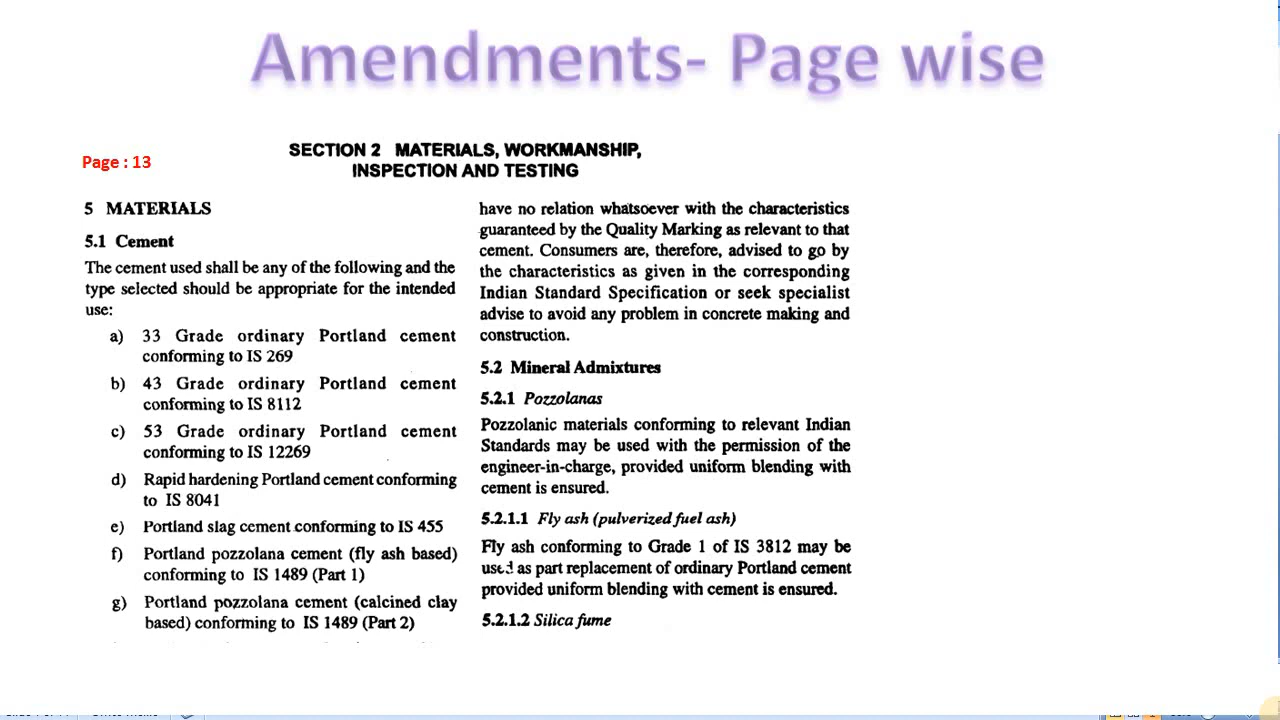 Amendments- Page wise
Page : 13
SECTION 2 MATERIALS, WORKMANSHIP,
INSPECTION AND TESTING
5 MATERIALS
5.1 Cement
The cement used shall be any of the following and the
type selected should be appropriate for the intended
use:
a) 33 Grade ordinary Portland cement
conforming to IS 269
b) 43 Grade ordinary Portland cement
conforming to IS 8112
c) 53 Grade ordinary Portland cement
conforming to IS 12269
d) Rapid hardening Portland cement conforming
to IS 8041
e) Portland slag cement conforming to IS 455
f) Portland pozzolana cement (fly ash based)
conforming to IS 1489 (Part 1)
g) Portland pozzolana cement (calcined clay
based) conforming to IS 1489 (Part 2)
have no relation whatsoever with the characteristics
guaranteed by the Quality Marking as relevant to that
cement. Consumers are, therefore, advised to go by
the characteristics as given in the corresponding
Indian Standard Specification or seek specialist
advise to avoid any problem in concrete making and
construction.
5.2 Mineral Admixtures
5.2.1 Pozzolanas
Pozzolanic materials conforming to relevant Indian
Standards may be used with the permission of the
engineer-in-charge, provided uniform blending with
cement is ensured.
5.2.1.1 Fly ash (pulverized fuel ash)
Fly ash conforming to Grade 1 of IS 3812 may be
used as part replacement of ordinary Portland cement
provided uniform blending with cement is ensured.
5.2.1.2 Silica fume